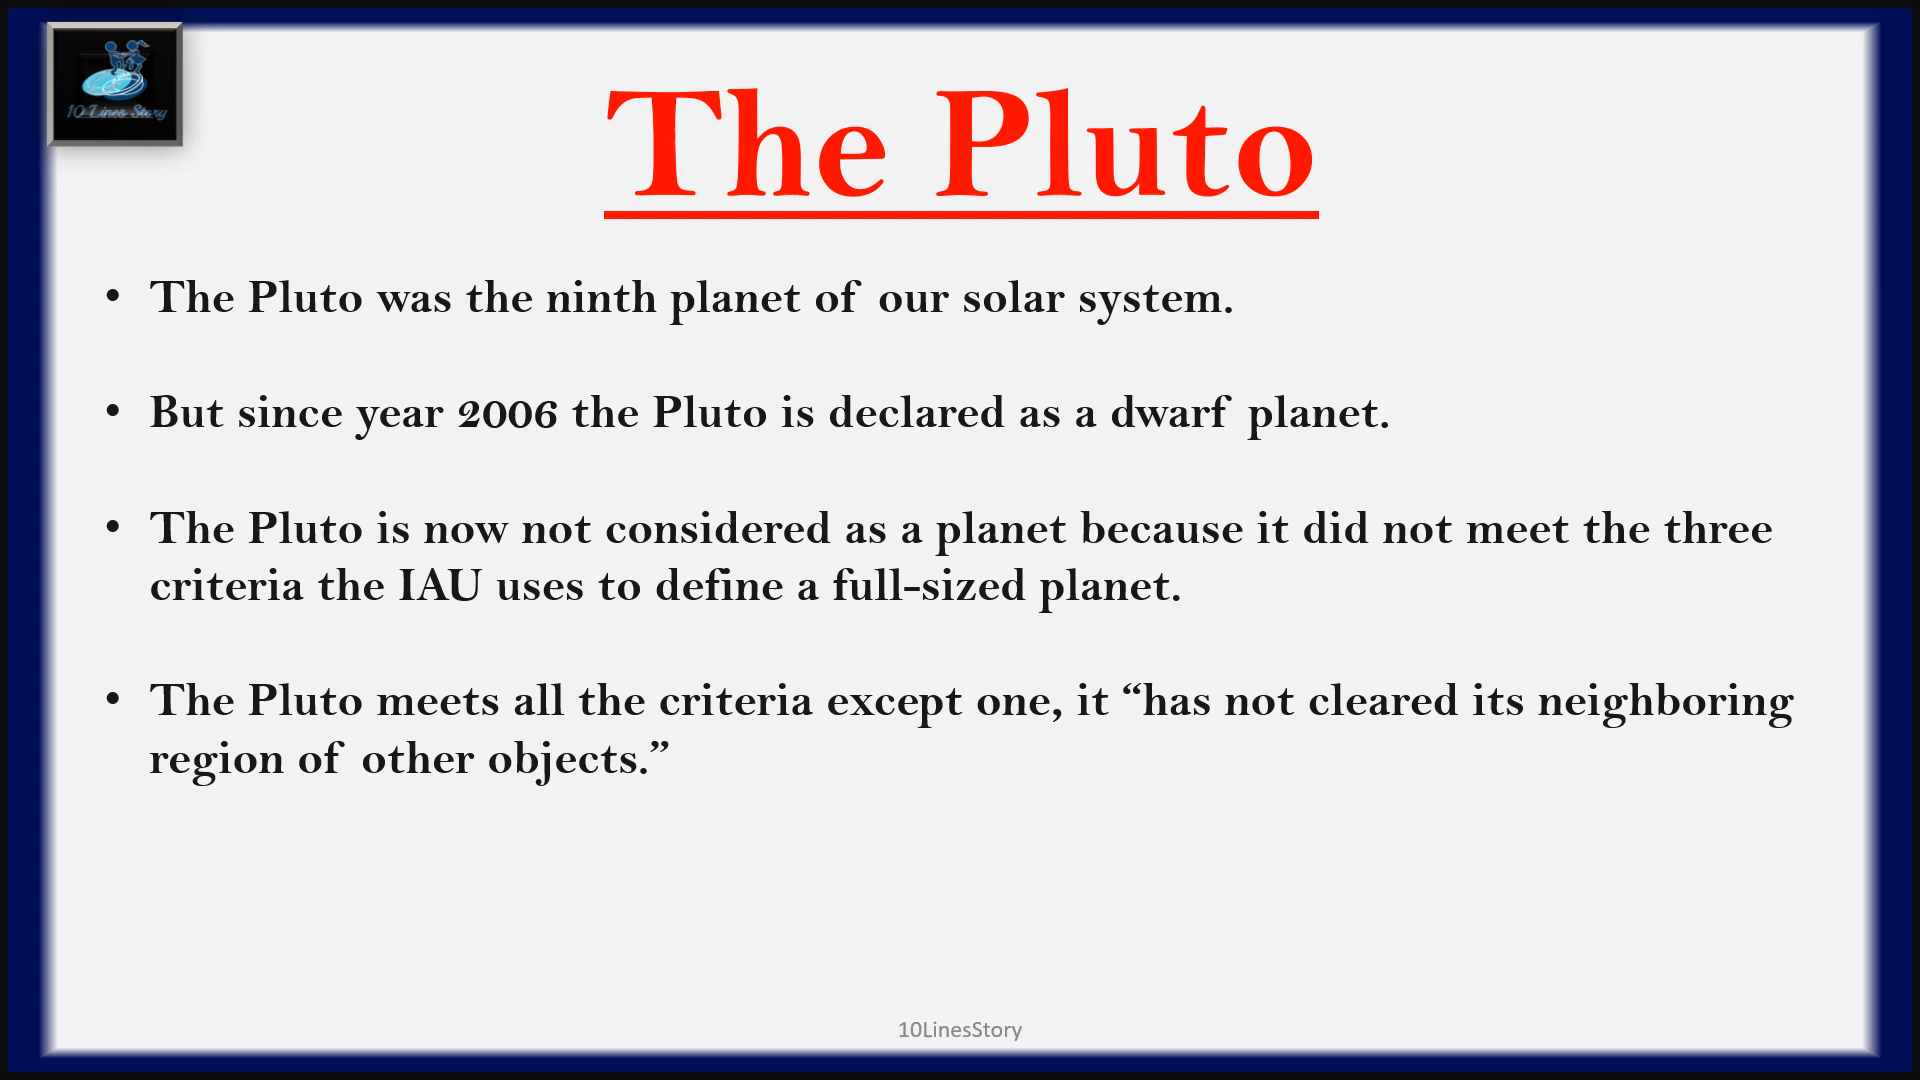 10 Lines Story
The Pluto
• The Pluto was the ninth planet of our solar system.
• But since year 2006 the Pluto is declared as a dwarf planet.
• The Pluto is now not considered as a planet because it did not meet the three
criteria the IAU uses to define a full-sized planet.
• The Pluto meets all the criteria except one, it “has not cleared its neighboring
region of other objects.”
10LinesStory